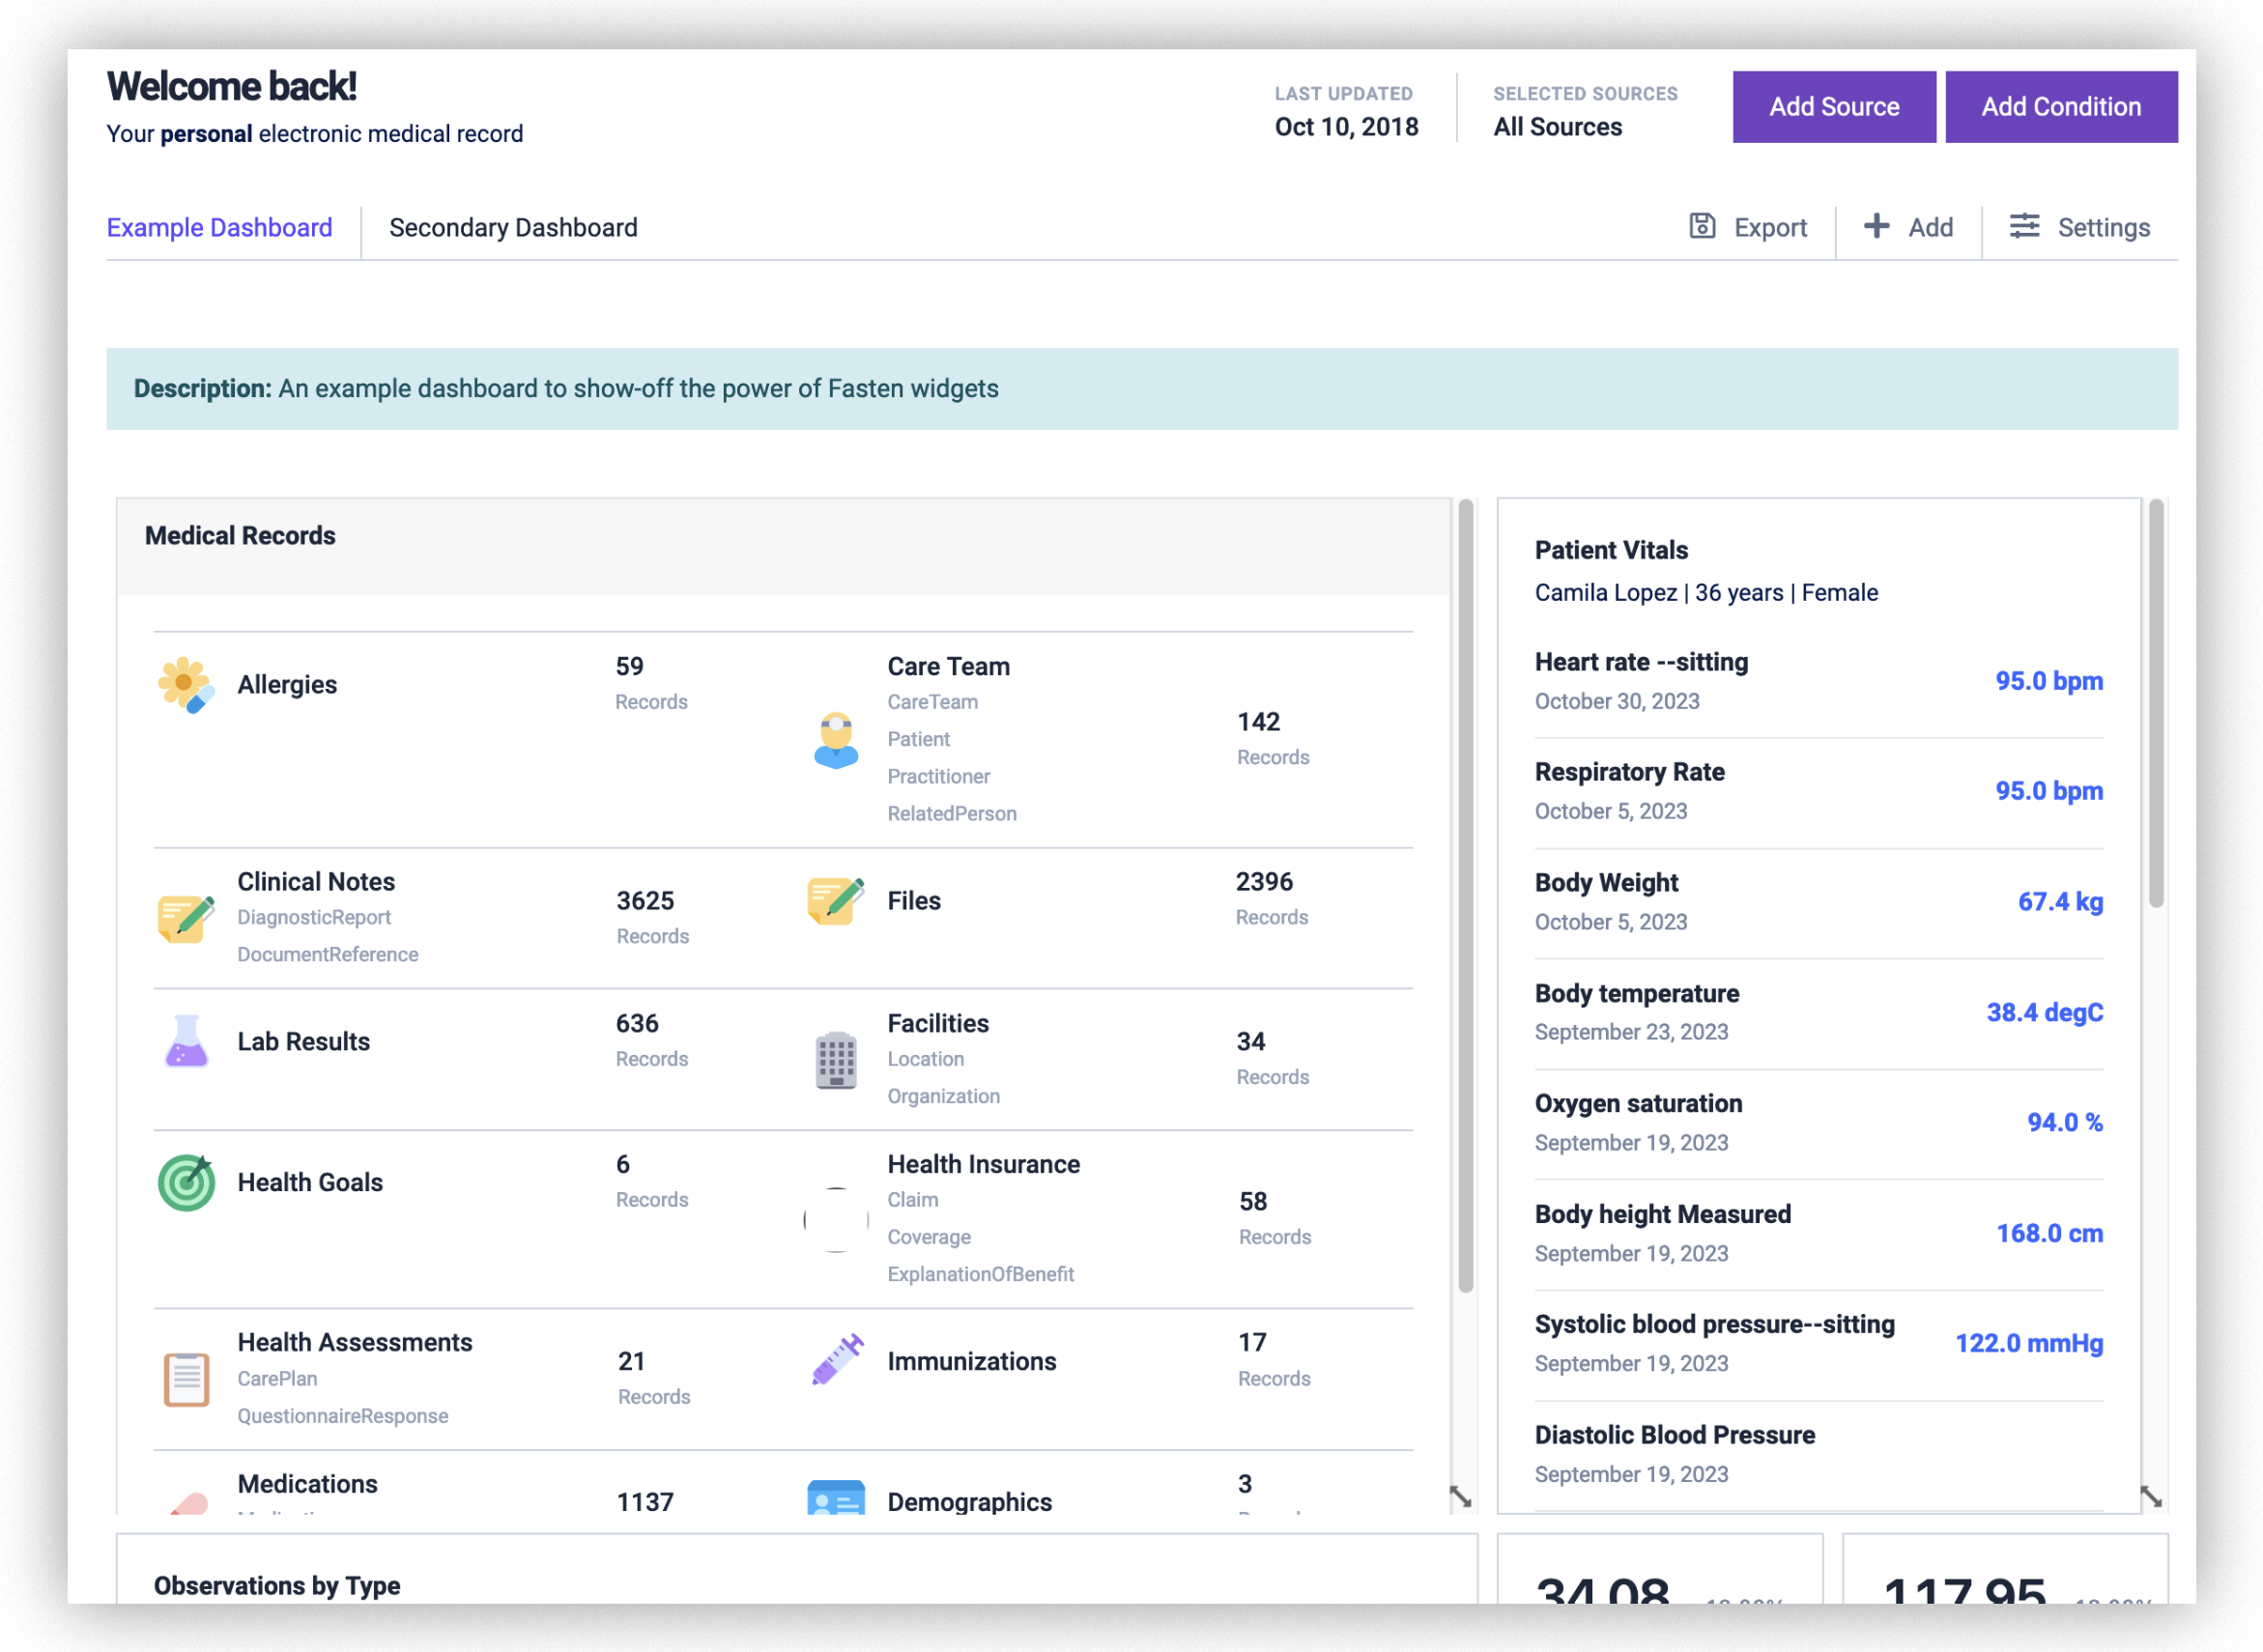 Welcome back!
Your personal electronic medical record
LAST UPDATED
Oct 10, 2018
SELECTED SOURCES
All Sources
Add Source
Add Condition
Example Dashboard
Secondary Dashboard
Export
Add
Settings
Description: An example dashboard to show-off the power of Fasten widgets
Medical Records
Allergies
59
Records
Care Team
CareTeam
Patient
Practitioner
RelatedPerson
142
Records
Clinical Notes
DiagnosticReport
DocumentReference
3625
Records
Files
2396
Records
Lab Results
636
Records
Facilities
Location
Organization
34
Records
Health Goals
6
Records
Health Insurance
Claim
Coverage
ExplanationOfBenefit
58
Records
Health Assessments
CarePlan
QuestionnaireResponse
21
Records
Immunizations
17
Records
Medications
1137
Demographics
3
Patient Vitals
Camila Lopez | 36 years | Female
Heart rate --sitting
October 30, 2023
95.0 bpm
Respiratory Rate
October 5, 2023
95.0 bpm
Body Weight
October 5, 2023
67.4 kg
Body temperature
September 23, 2023
38.4 degC
Oxygen saturation
September 19, 2023
94.0 %
Body height Measured
September 19, 2023
168.0 cm
Systolic blood pressure--sitting
September 19, 2023
122.0 mmHg
Diastolic Blood Pressure
September 19, 2023
Observations by Type
34.08
117.95